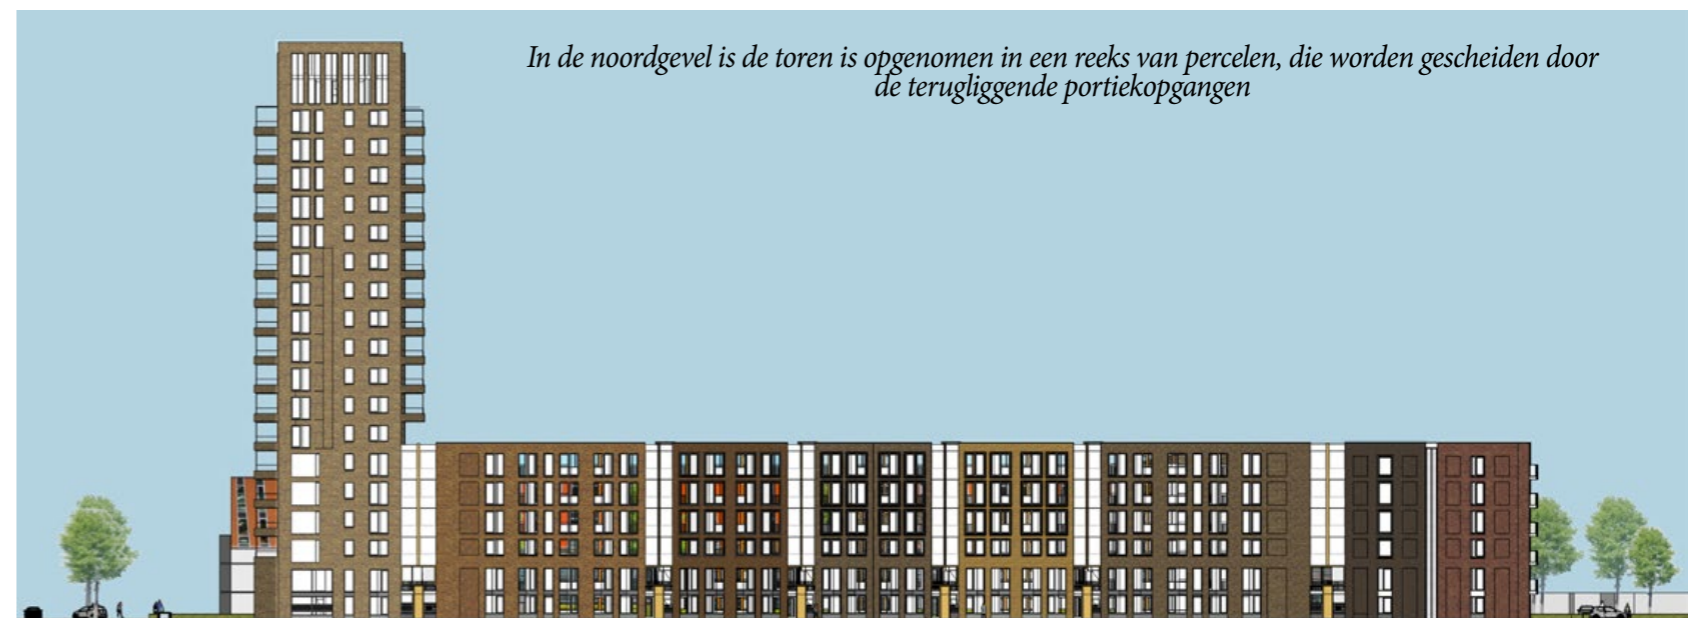 In de noordgevel is de toren is opgenomen in een reeks van percelen, die worden gescheiden door
de terugliggende portiekopgangen